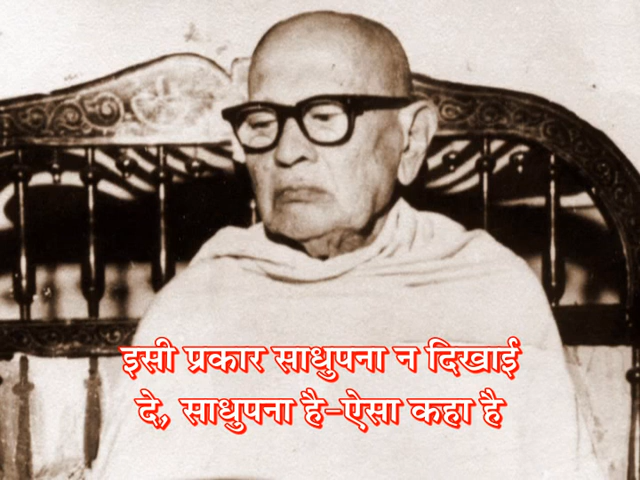 इसी प्रकार साधुपना न दिखाई
दे, साधुपना है-ऐसा कहा है